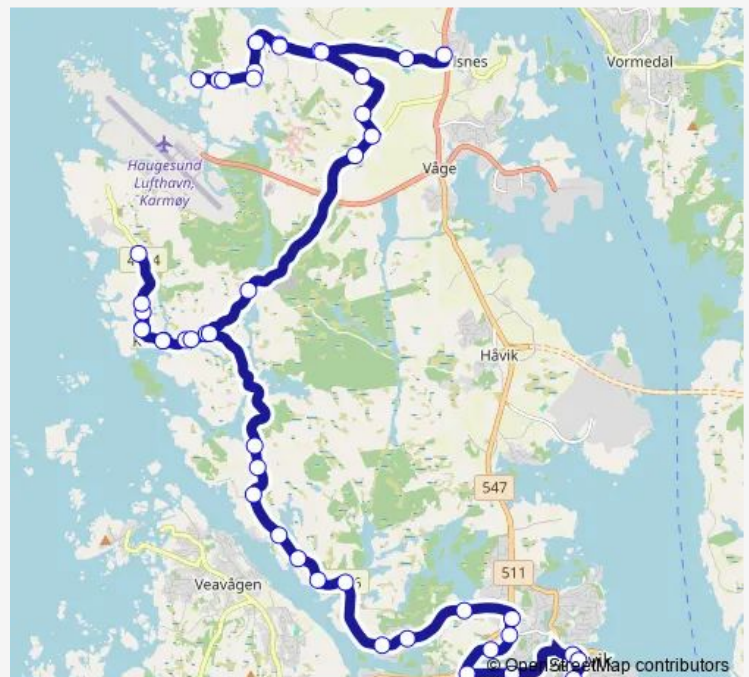 Vormedal
Haugesund
Lufthavn,
Karmøy
Våge
Håvik
547
511
Veavågen
© OpenStreetMap contributors